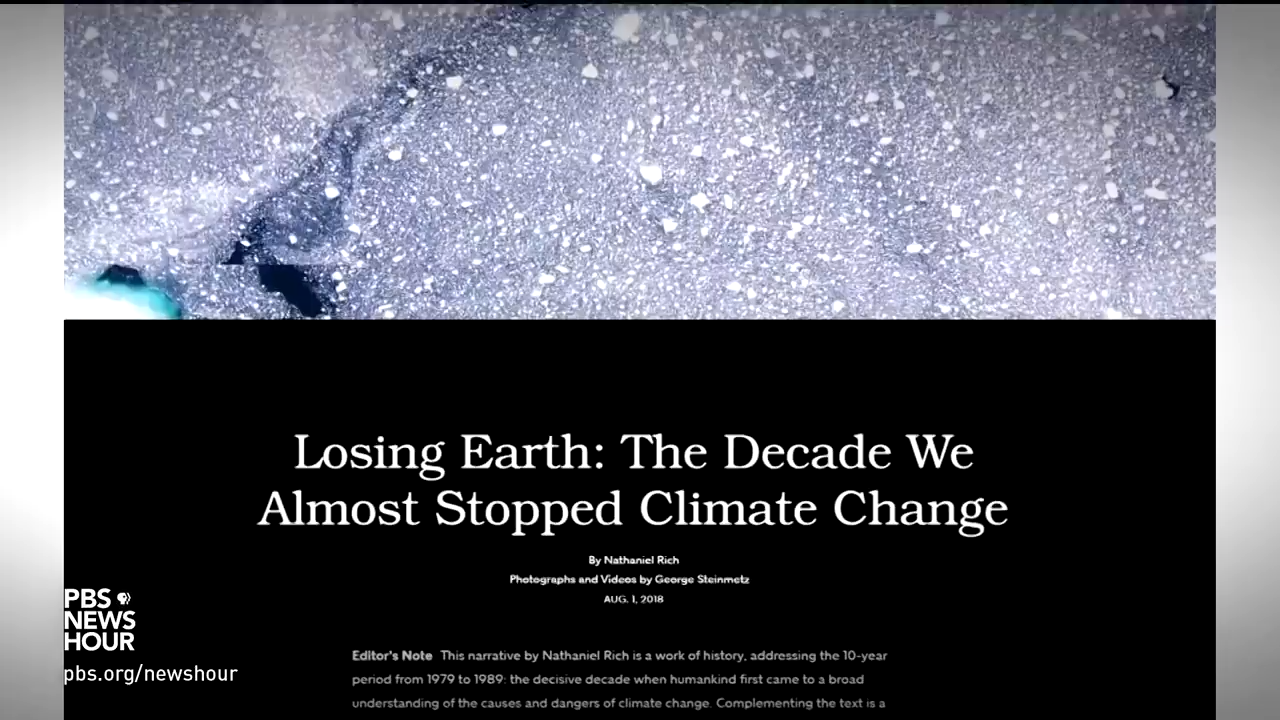 Losing Earth: The Decade We
Almost Stopped Climate Change
By Nathaniel Rich
Photographs and Videos by George Steinmetz
AUG. 1, 2018
Editor's Note This narrative by Nathaniel Rich is a work of history, addressing the 10-year
period from 1979 to 1989: the decisive decade when humankind first came to a broad
understanding of the causes and dangers of climate change. Complementing the text is a
PBS
NEWS
HOUR
pbs.org/newshour